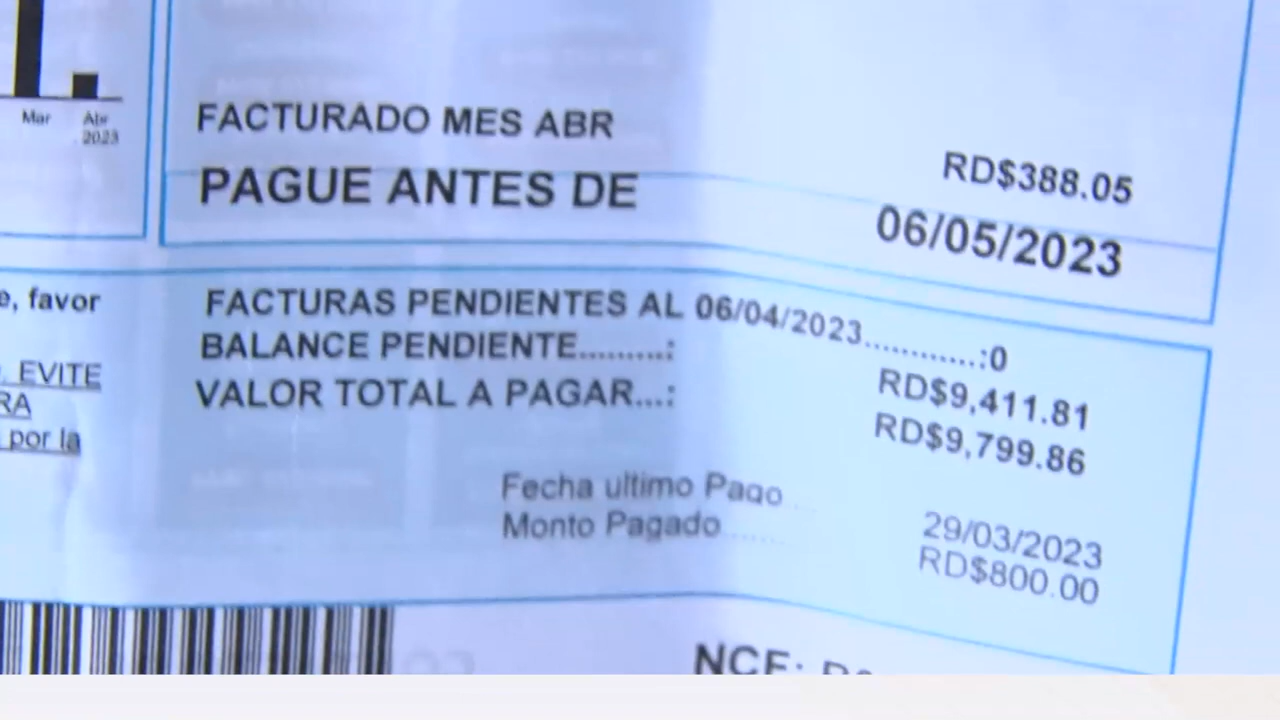 Mar Abr
2023
FACTURADO MES ABR RD$388.05
PAGUE ANTES DE 06/05/2023
, favor
EVITE
por la
FACTURAS PENDIENTES AL 06/04/2023............:0
BALANCE PENDIENTE.........: RD$9,411.81
VALOR TOTAL A PAGAR...: RD$9,799.86
Fecha ultimo Pago 29/03/2023
Monto Pagado RD$800.00
NCF: